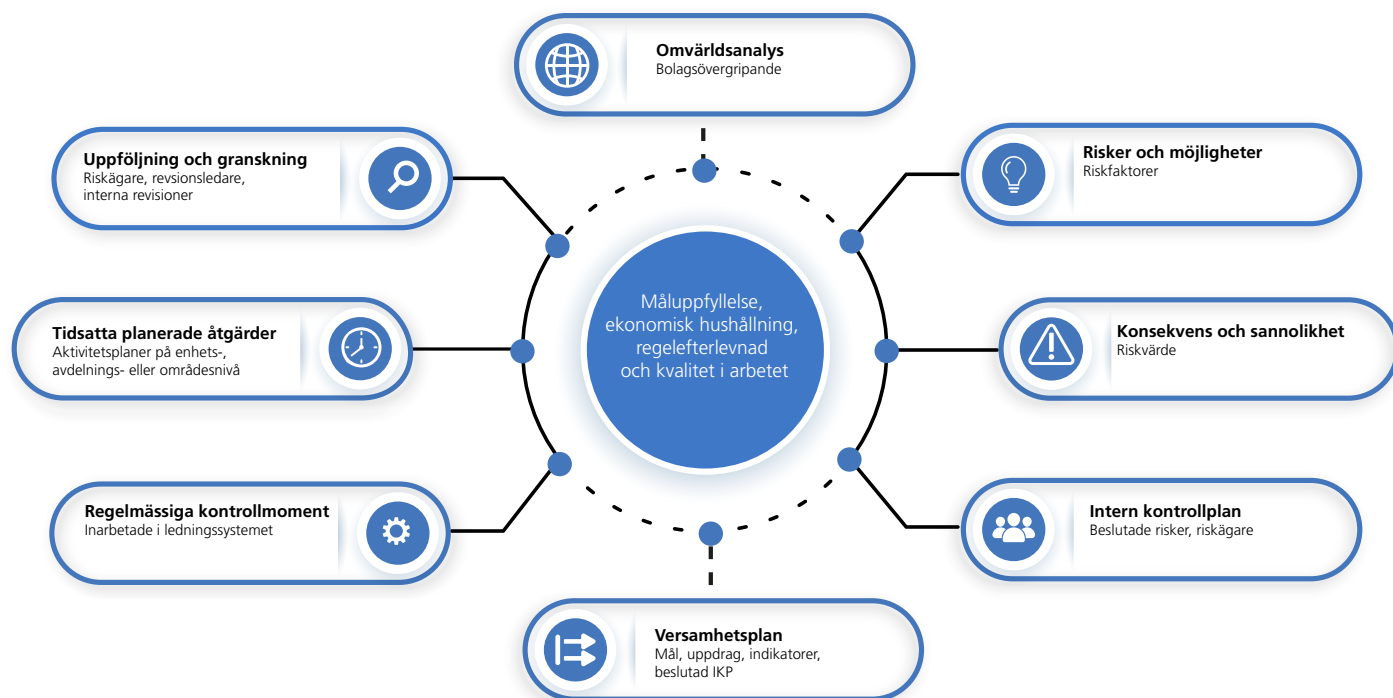 Omvärldsanalys
Bolagsövergripande
Uppföljning och granskning
Riskägare, revsionsledare,
interna revisioner
Risker och möjligheter
Riskfaktorer
Måluppfyllelse,
ekonomisk hushållning,
regelefterlevnad
och kvalitet i arbetet
Tidsatta planerade åtgärder
Aktivitetsplaner på enhets-,
avdelnings- eller områdesnivå
Konsekvens och sannolikhet
Riskvärde
Regelmässiga kontrollmoment
Inarbetade i ledningssystemet
Intern kontrollplan
Beslutade risker, riskägare
Versamhetsplan
Mål, uppdrag, indikatorer,
beslutad IKP